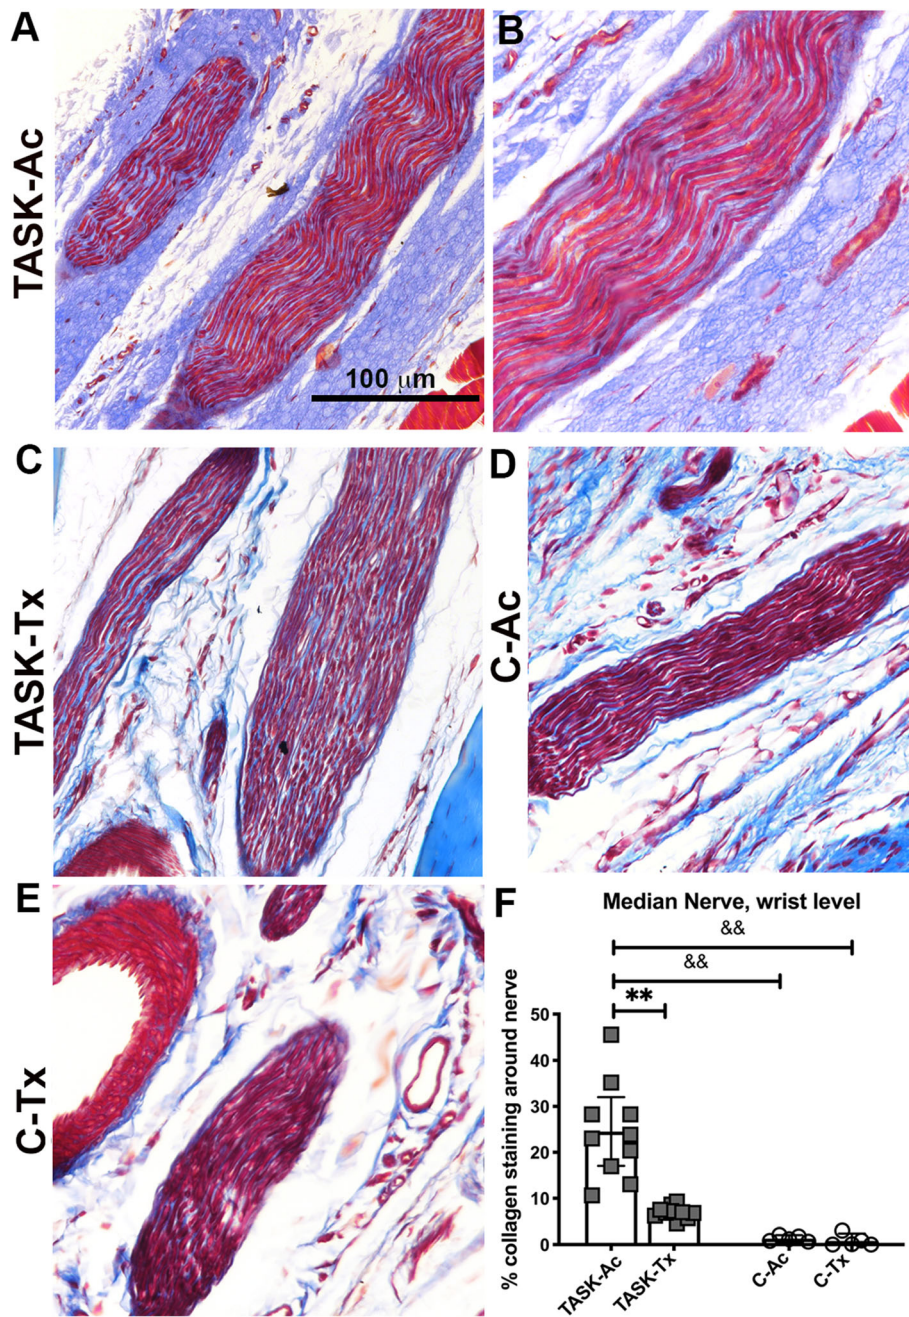 A
B
TASK-Ac
100 μm
C
D
TASK-Tx
C-Ac
E
F
C-Tx
Median Nerve, wrist level
&&
&&
**
% collagen staining around nerve
50
40
30
20
10
0
TASK-Ac
TASK-Tx
C-Ac
C-Tx